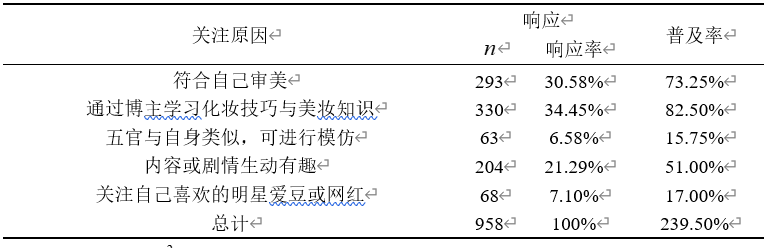 关注原因 响应 普及率
n 响应率
符合自己审美 293 30.58% 73.25%
通过博主学习化妆技巧与美妆知识 330 34.45% 82.50%
五官与自身类似，可进行模仿 63 6.58% 15.75%
内容或剧情生动有趣 204 21.29% 51.00%
关注自己喜欢的明星爱豆或网红 68 7.10% 17.00%
总计 958 100% 239.50%